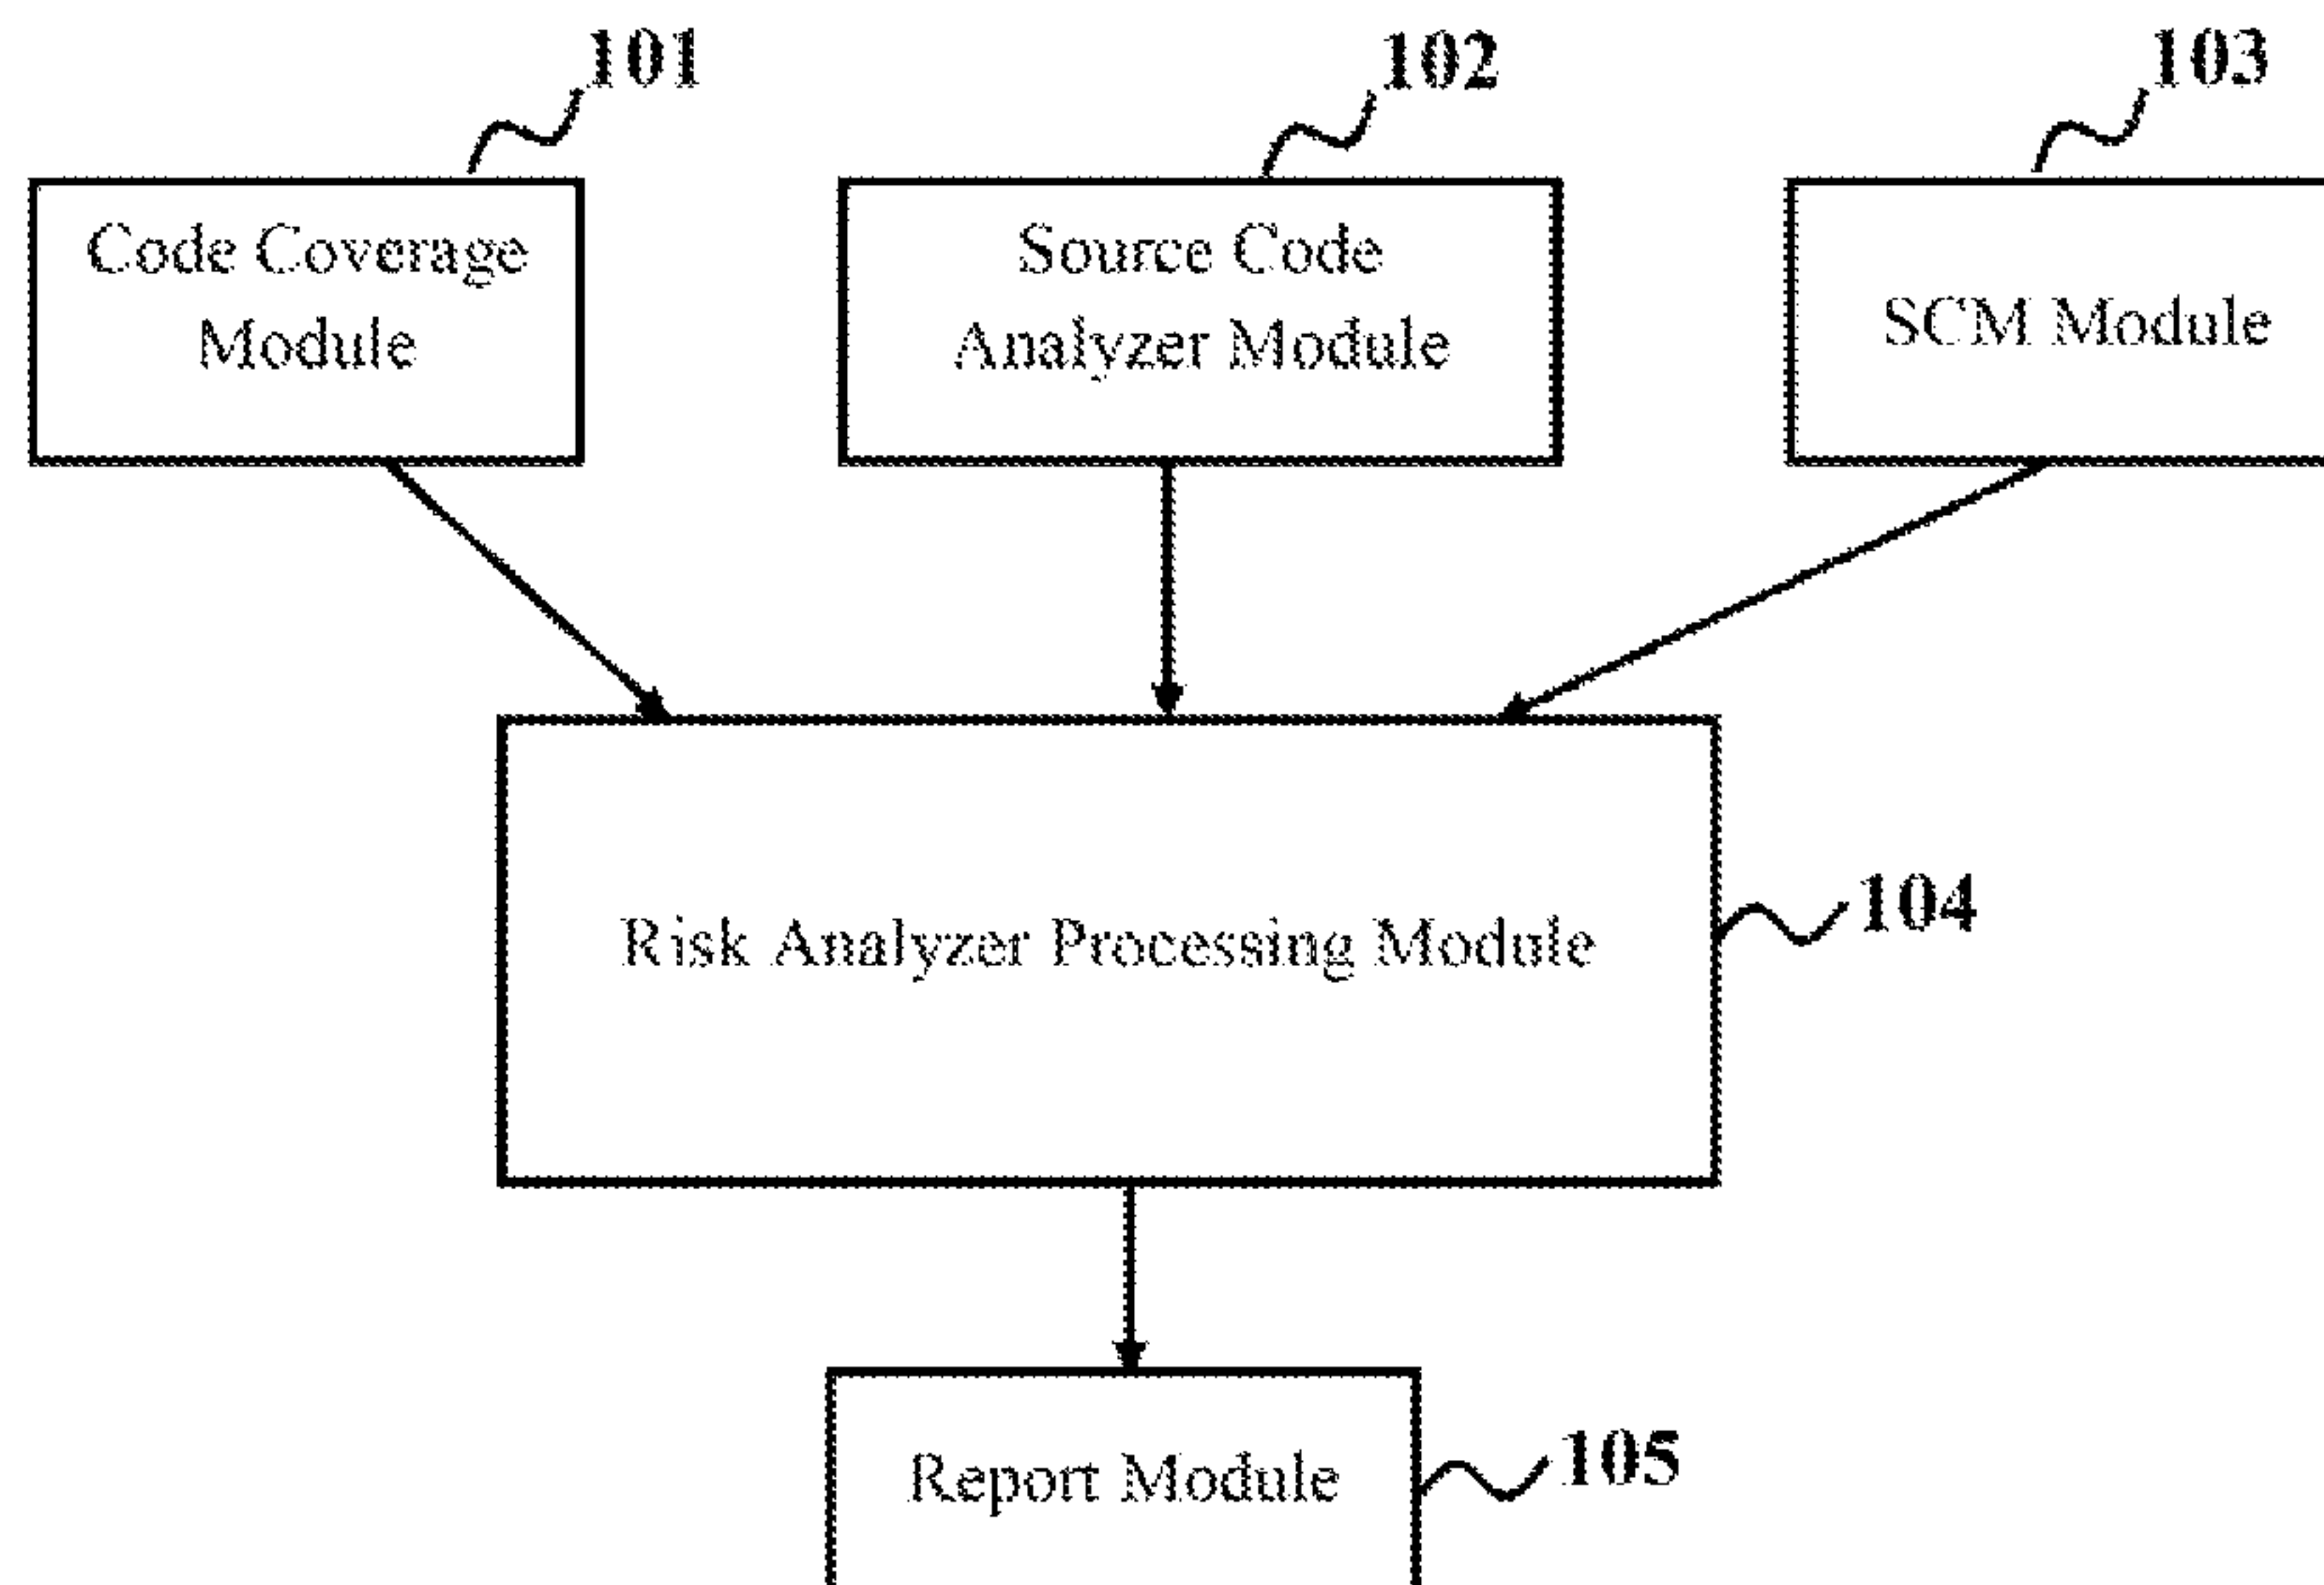 101
102
103
Code Coverage
Module
Source Code
Analyzer Module
SCM Module
Risk Analyzer Processing Module
104
Report Module
105